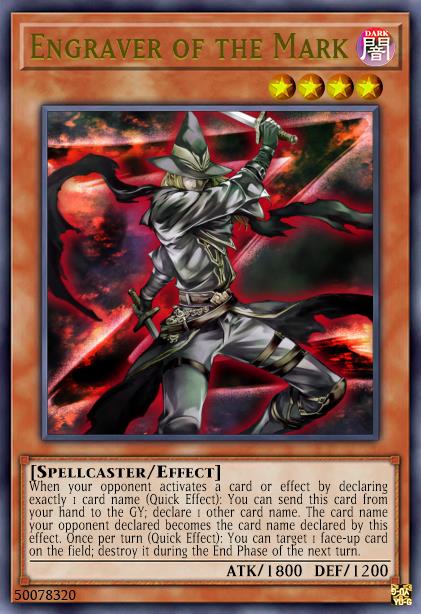 ENGRAVER OF THE MARK
DARK
闇
[SPELLCASTER/EFFECT]
When your opponent activates a card or effect by declaring
exactly 1 card name (Quick Effect): You can send this card from
your hand to the GY; declare 1 other card name. The card name
your opponent declared becomes the card name declared by this
effect. Once per turn (Quick Effect): You can target 1 face-up card
on the field; destroy it during the End Phase of the next turn.
ATK/1800 DEF/1200
50078320